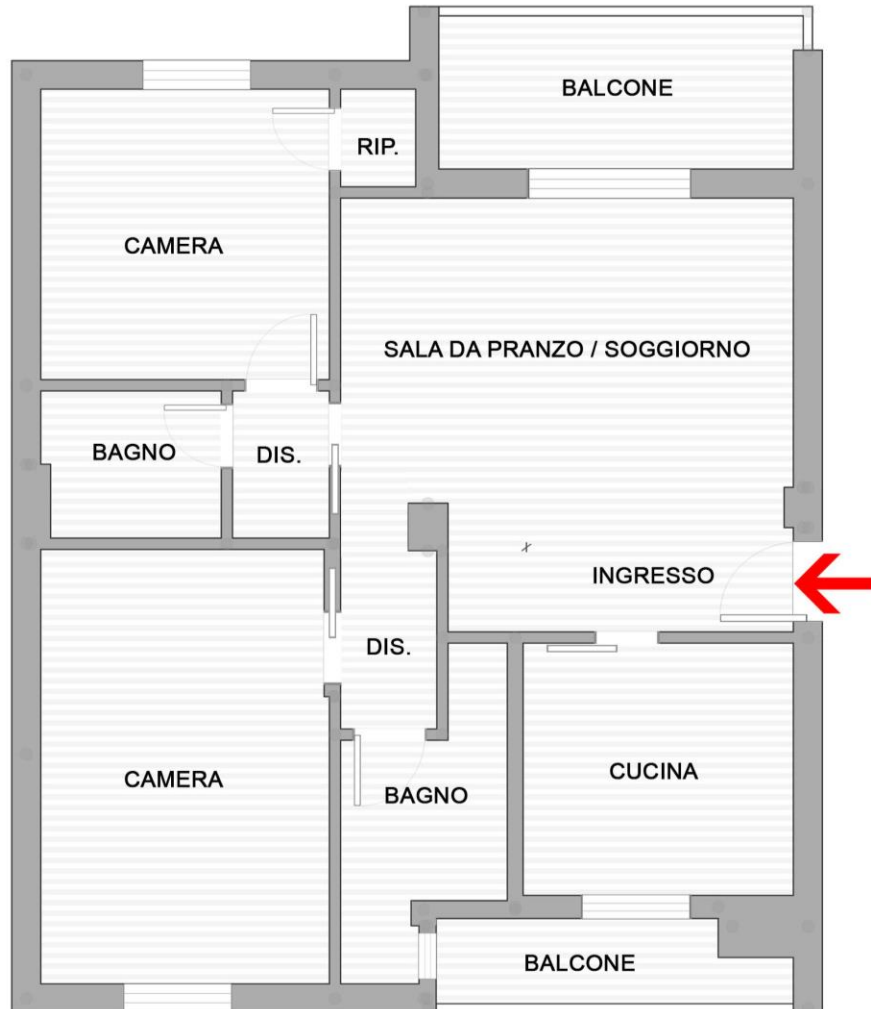 BALCONE
RIP.
CAMERA
SALA DA PRANZO / SOGGIORNO
BAGNO
DIS.
INGRESSO
DIS.
CAMERA
CUCINA
BAGNO
BALCONE